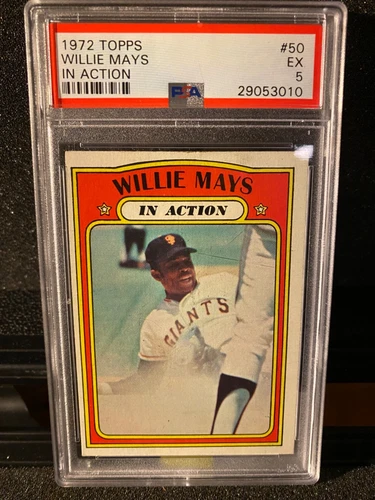 1972 TOPPS #50
WILLIE MAYS EX
IN ACTION 5
PSA 29053010
WILLIE MAYS
IN ACTION
GIANTS